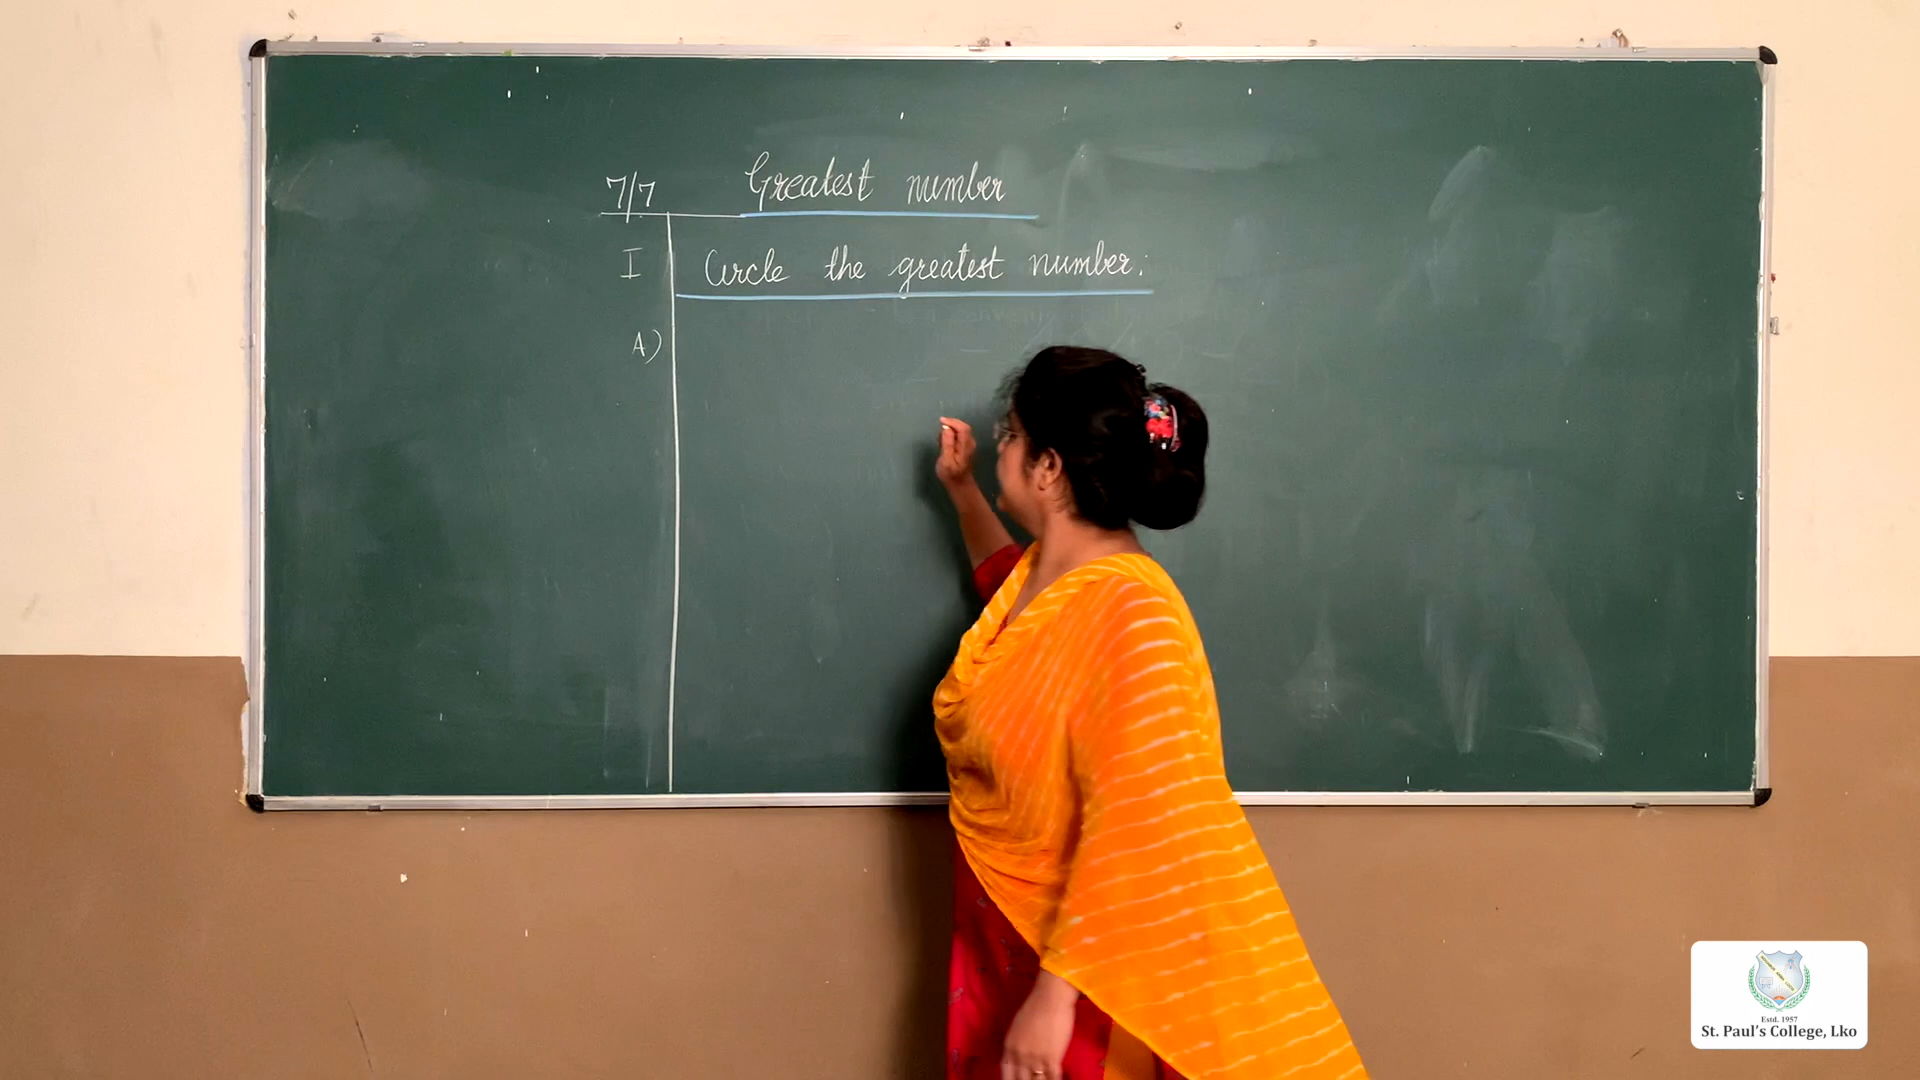 7/7 Greatest number
I Circle the greatest number.
A)
Estd. 1957
St. Paul's College, Lko